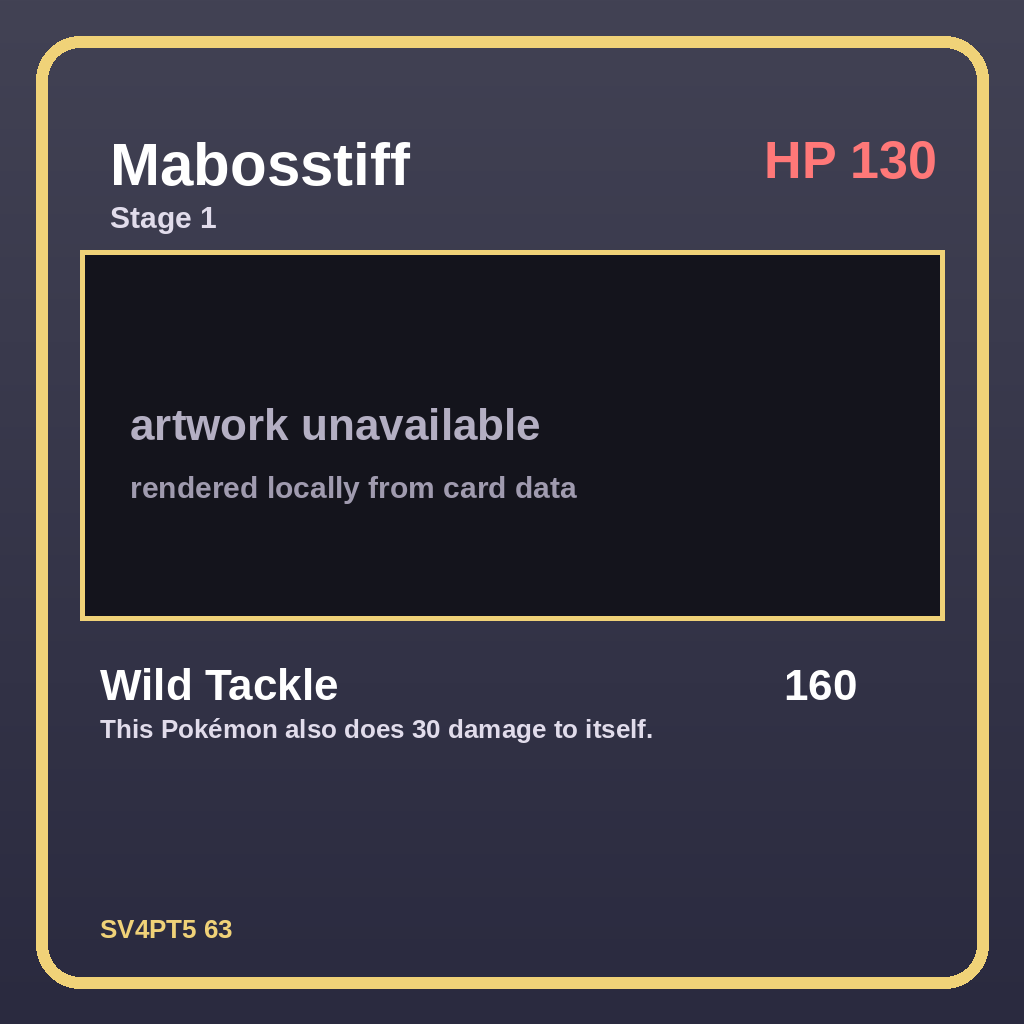 Mabosstiff
HP 130
Stage 1
artwork unavailable
rendered locally from card data
Wild Tackle
160
This Pokémon also does 30 damage to itself.
SV4PT5 63